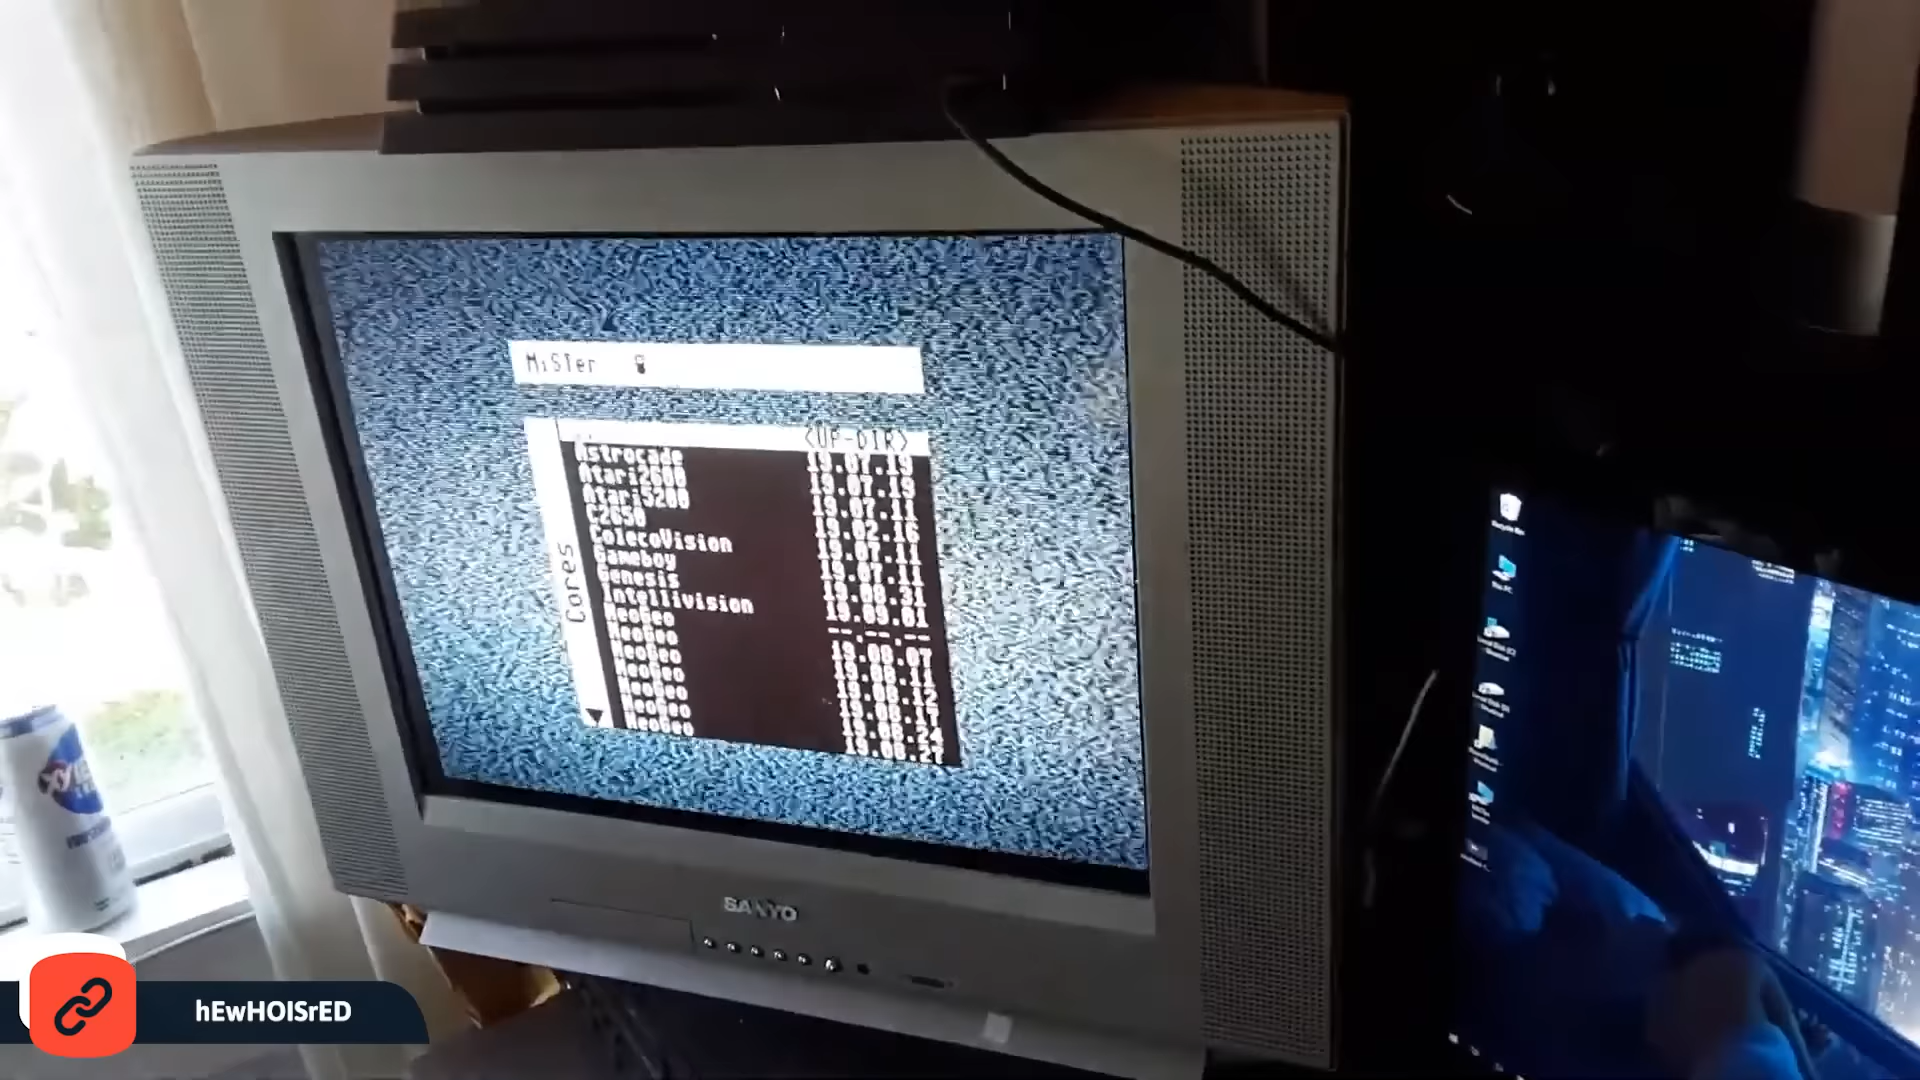 MiSTer
<UP-DIR>
Astrocade 19.07.19
Atari2600 19.07.19
Atari5200 19.07.11
C2650 19.02.16
ColecoVision 19.07.11
Gameboy 19.07.11
Genesis 19.08.31
Intellivision 19.09.01
NeoGeo --.--.--
NeoGeo 19.08.07
NeoGeo 19.08.11
NeoGeo 19.08.12
NeoGeo 19.08.17
NeoGeo 19.08.24
NeoGeo 19.08.27
Cores
SANYO
hEwHOISrED